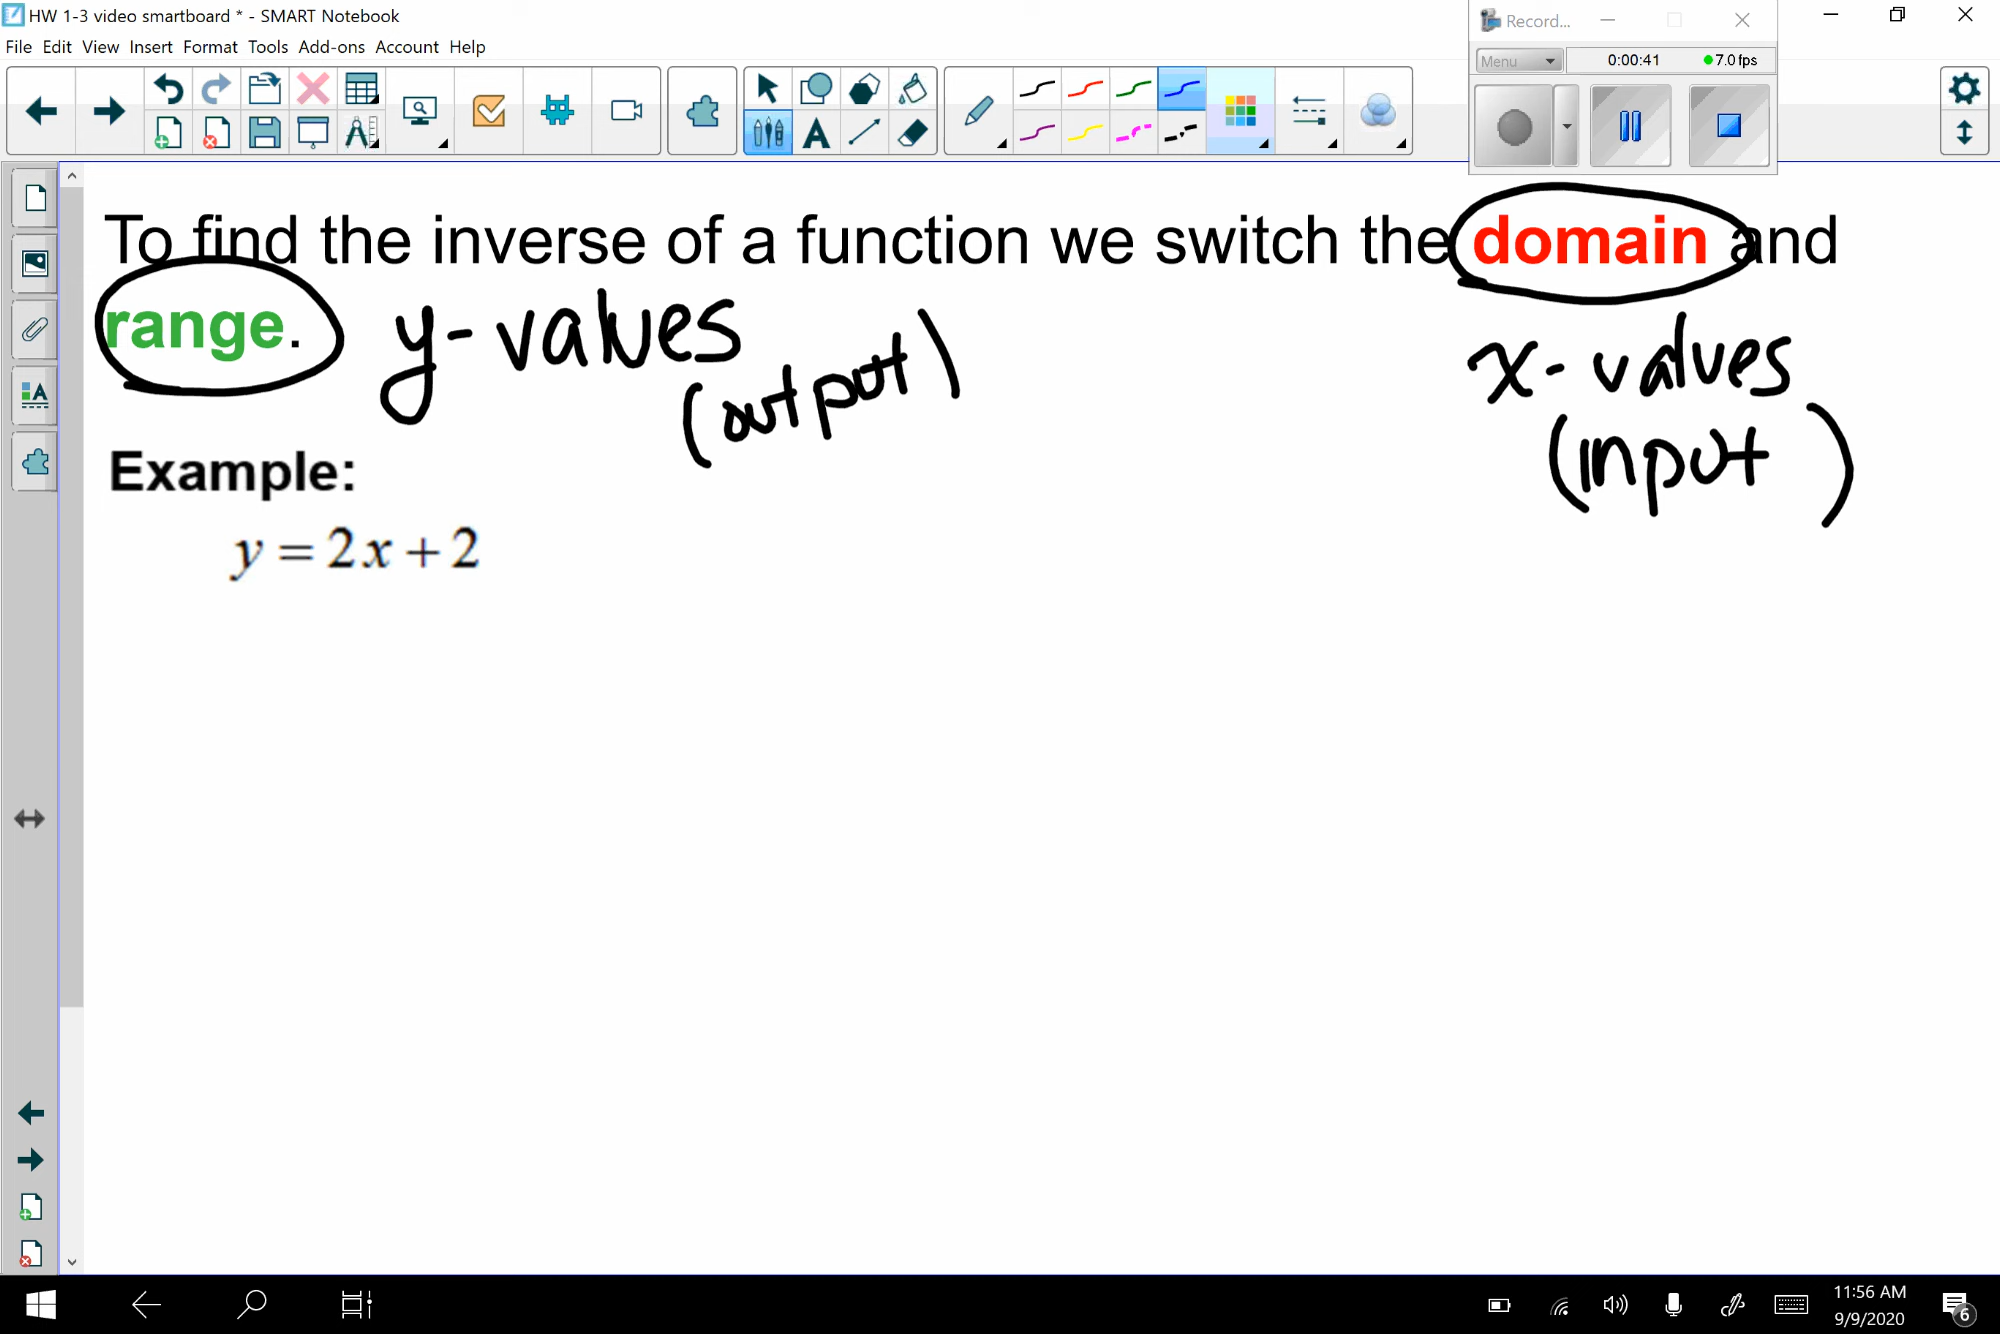 HW 1-3 video smartboard * - SMART Notebook
File Edit View Insert Format Tools Add-ons Account Help
Record...
Menu 0:00:41 7.0 fps
To find the inverse of a function we switch the domain and
range.
y-values
(output)
x-values
(input)
Example:
y = 2x + 2
11:56 AM
9/9/2020
6